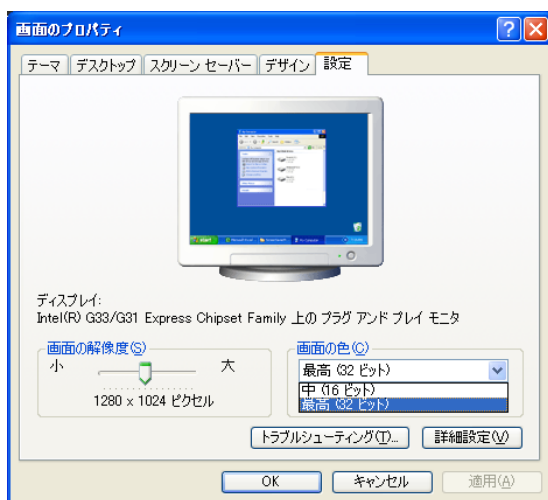 画面のプロパティ
テーマ デスクトップ スクリーン セーバー デザイン 設定
ディスプレイ:
Intel(R) G33/G31 Express Chipset Family 上の プラグ アンド プレイ モニタ
画面の解像度(S)
小 大
1280 x 1024 ピクセル
画面の色(C)
最高 (32 ビット)
中 (16 ビット)
最高 (32 ビット)
トラブルシューティング(T)... 詳細設定(V)
OK キャンセル 適用(A)